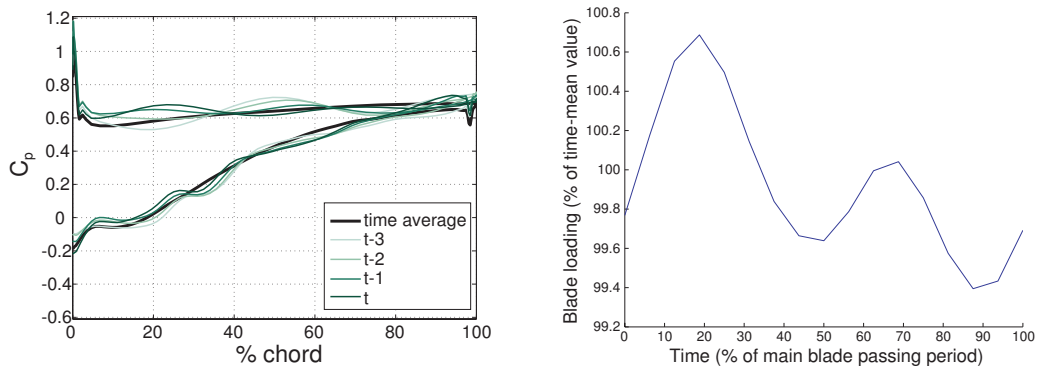 1.2
1
0.8
0.6
0.4
0.2
0
-0.2
-0.4
-0.6
C_p
0 20 40 60 80 100
% chord
time average
t-3
t-2
t-1
t
100.8
100.6
100.4
100.2
100
99.8
99.6
99.4
99.2
Blade loading (% of time-mean value)
0 10 20 30 40 50 60 70 80 90 100
Time (% of main blade passing period)